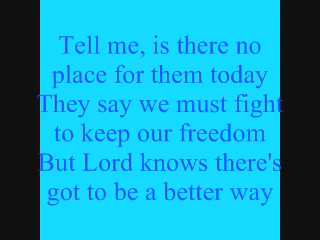 Tell me, is there no
place for them today
They say we must fight
to keep our freedom
But Lord knows there's
got to be a better way